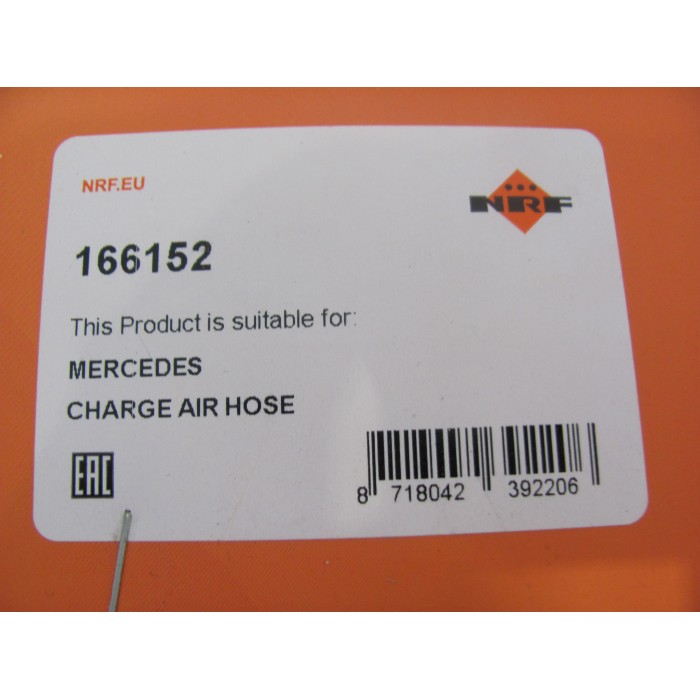 NRF.EU
NRF
166152
This Product is suitable for:
MERCEDES
CHARGE AIR HOSE
EAC
8 718042 392206